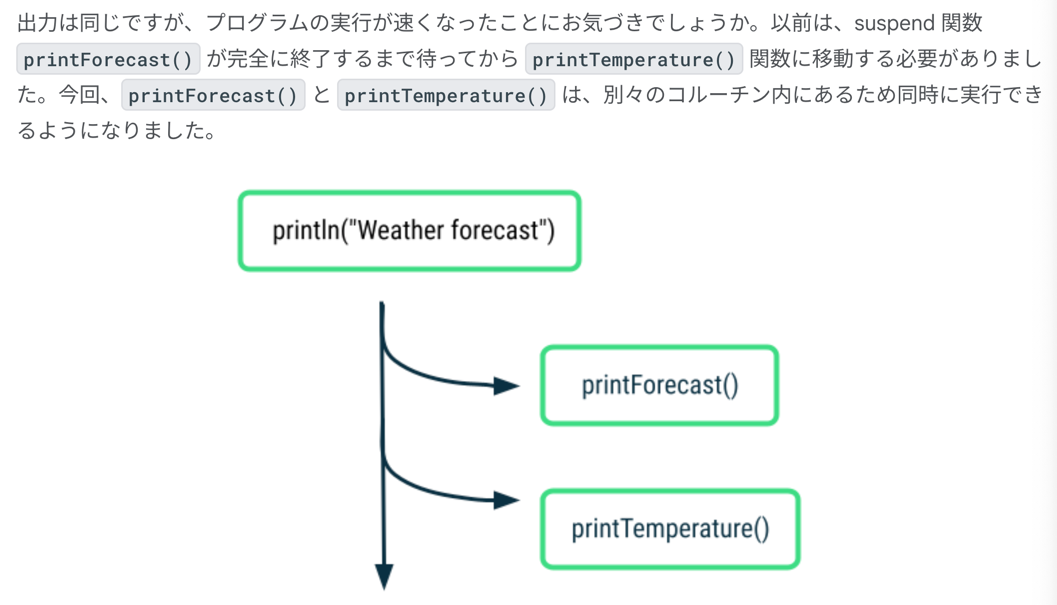 出力は同じですが、プログラムの実行が速くなったことにお気づきでしょうか。以前は、suspend 関数
printForecast() が完全に終了するまで待ってから printTemperature() 関数に移動する必要がありまし
た。今回、 printForecast() と printTemperature() は、別々のコルーチン内にあるため同時に実行でき
るようになりました。
println("Weather forecast")
printForecast()
printTemperature()